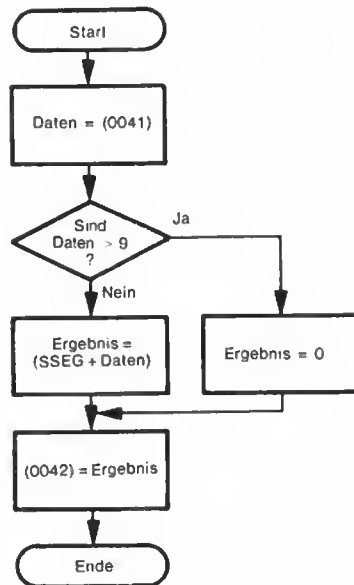 Start
Daten = (0041)
Sind
Daten > 9
?
Ja
Nein
Ergebnis =
(SSEG + Daten)
Ergebnis = 0
(0042) = Ergebnis
Ende